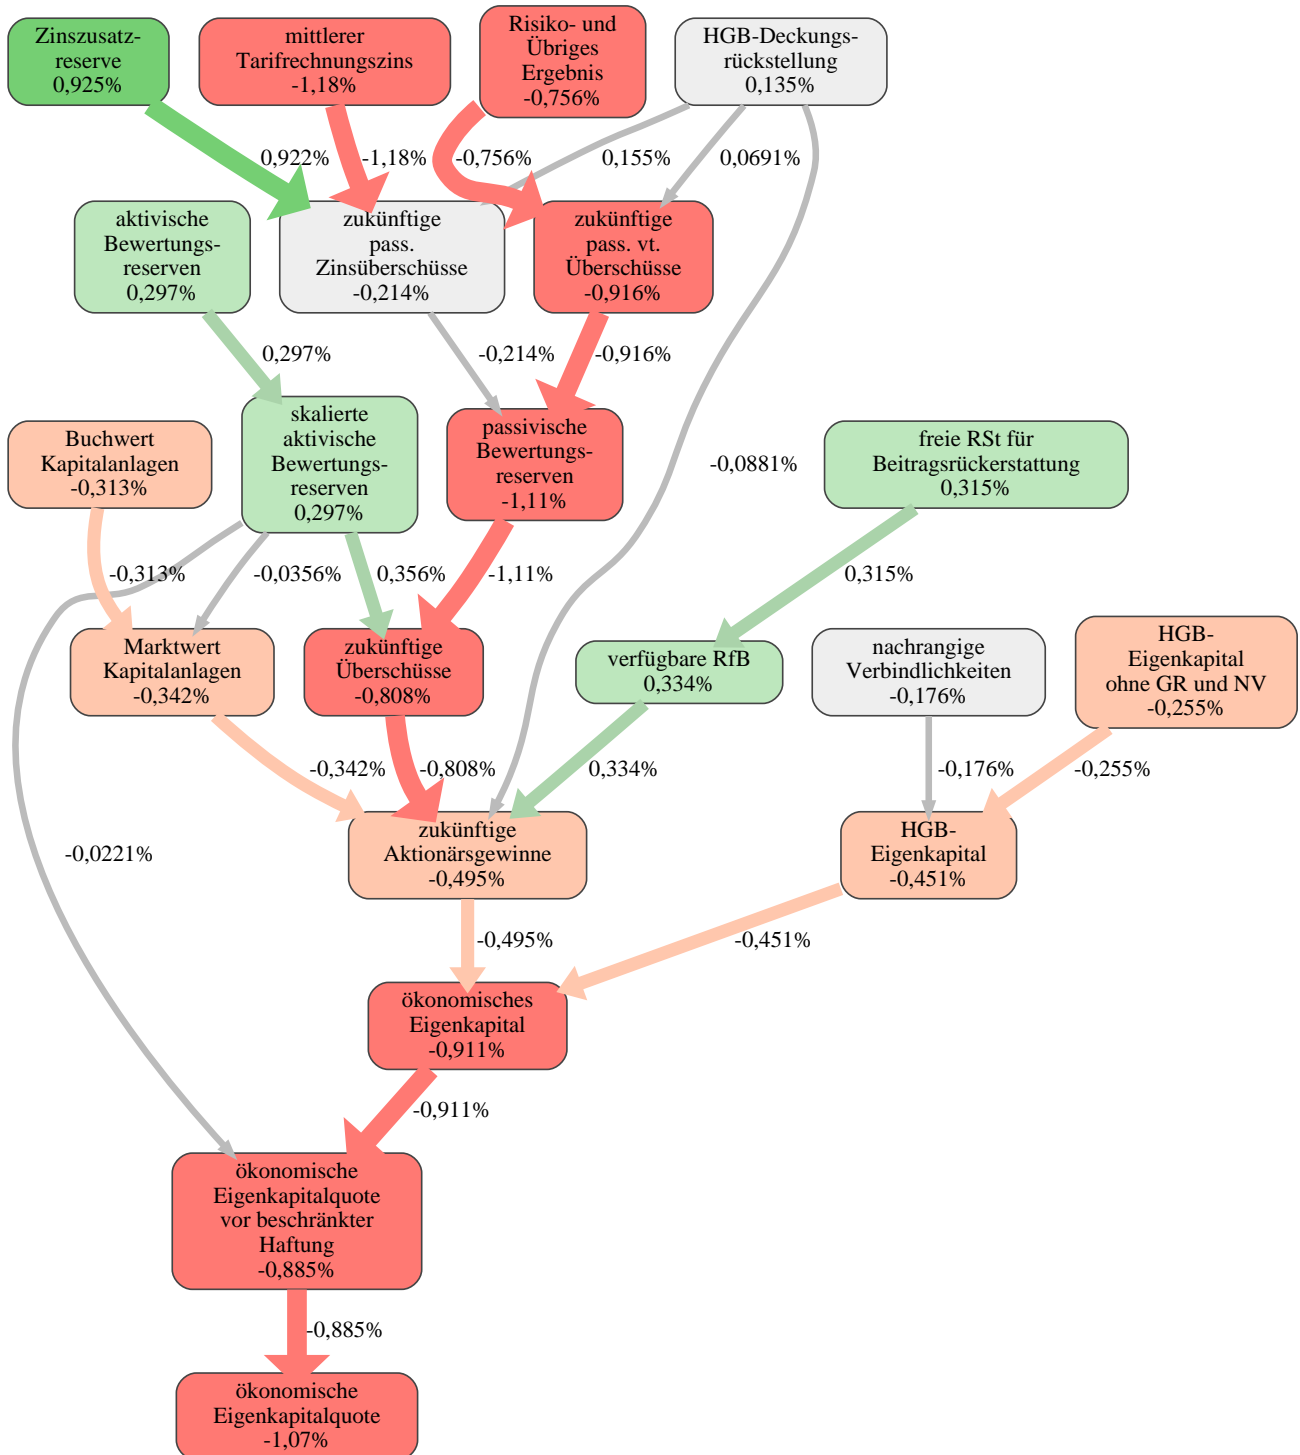 Zinszusatz-
reserve
0,925%
mittlerer
Tarifrechnungszins
-1,18%
Risiko- und
Übriges
Ergebnis
-0,756%
HGB-Deckungs-
rückstellung
0,135%
0,922%
-1,18%
-0,756%
0,155%
0,0691%
aktivische
Bewertungs-
reserven
0,297%
zukünftige
pass.
Zinsüberschüsse
-0,214%
zukünftige
pass. vt.
Überschüsse
-0,916%
0,297%
-0,214%
-0,916%
Buchwert
Kapitalanlagen
-0,313%
skalierte
aktivische
Bewertungs-
reserven
0,297%
passivische
Bewertungs-
reserven
-1,11%
-0,0881%
freie RSt für
Beitragsrückerstattung
0,315%
-0,313%
-0,0356%
0,356%
-1,11%
0,315%
Marktwert
Kapitalanlagen
-0,342%
zukünftige
Überschüsse
-0,808%
verfügbare RfB
0,334%
nachrangige
Verbindlichkeiten
-0,176%
HGB-
Eigenkapital
ohne GR und NV
-0,255%
-0,342%
-0,808%
0,334%
-0,176%
-0,255%
-0,0221%
zukünftige
Aktionärsgewinne
-0,495%
HGB-
Eigenkapital
-0,451%
-0,495%
-0,451%
ökonomisches
Eigenkapital
-0,911%
-0,911%
ökonomische
Eigenkapitalquote
vor beschränkter
Haftung
-0,885%
-0,885%
ökonomische
Eigenkapitalquote
-1,07%